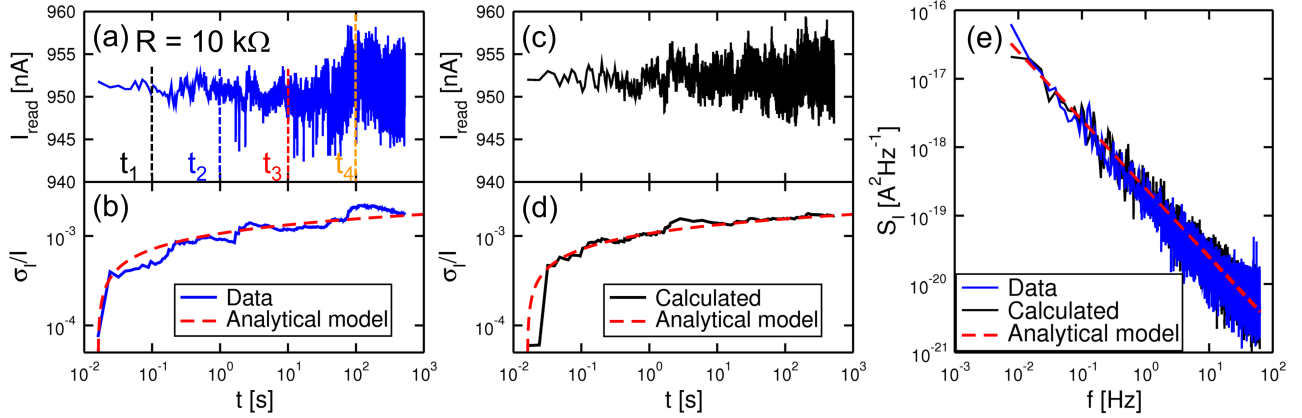 (a) R = 10 kΩ
I_read [nA]
960
955
950
945
940
t_1 t_2 t_3 t_4
(b)
σ_I/I
10^-3
10^-4
Data
Analytical model
10^-2 10^-1 10^0 10^1 10^2 10^3
t [s]
(c)
I_read [nA]
960
955
950
945
940
(d)
σ_I/I
10^-3
10^-4
Calculated
Analytical model
10^-2 10^-1 10^0 10^1 10^2 10^3
t [s]
(e)
S_I [A^2Hz^-1]
10^-16
10^-17
10^-18
10^-19
10^-20
10^-21
Data
Calculated
Analytical model
10^-3 10^-2 10^-1 10^0 10^1 10^2
f [Hz]